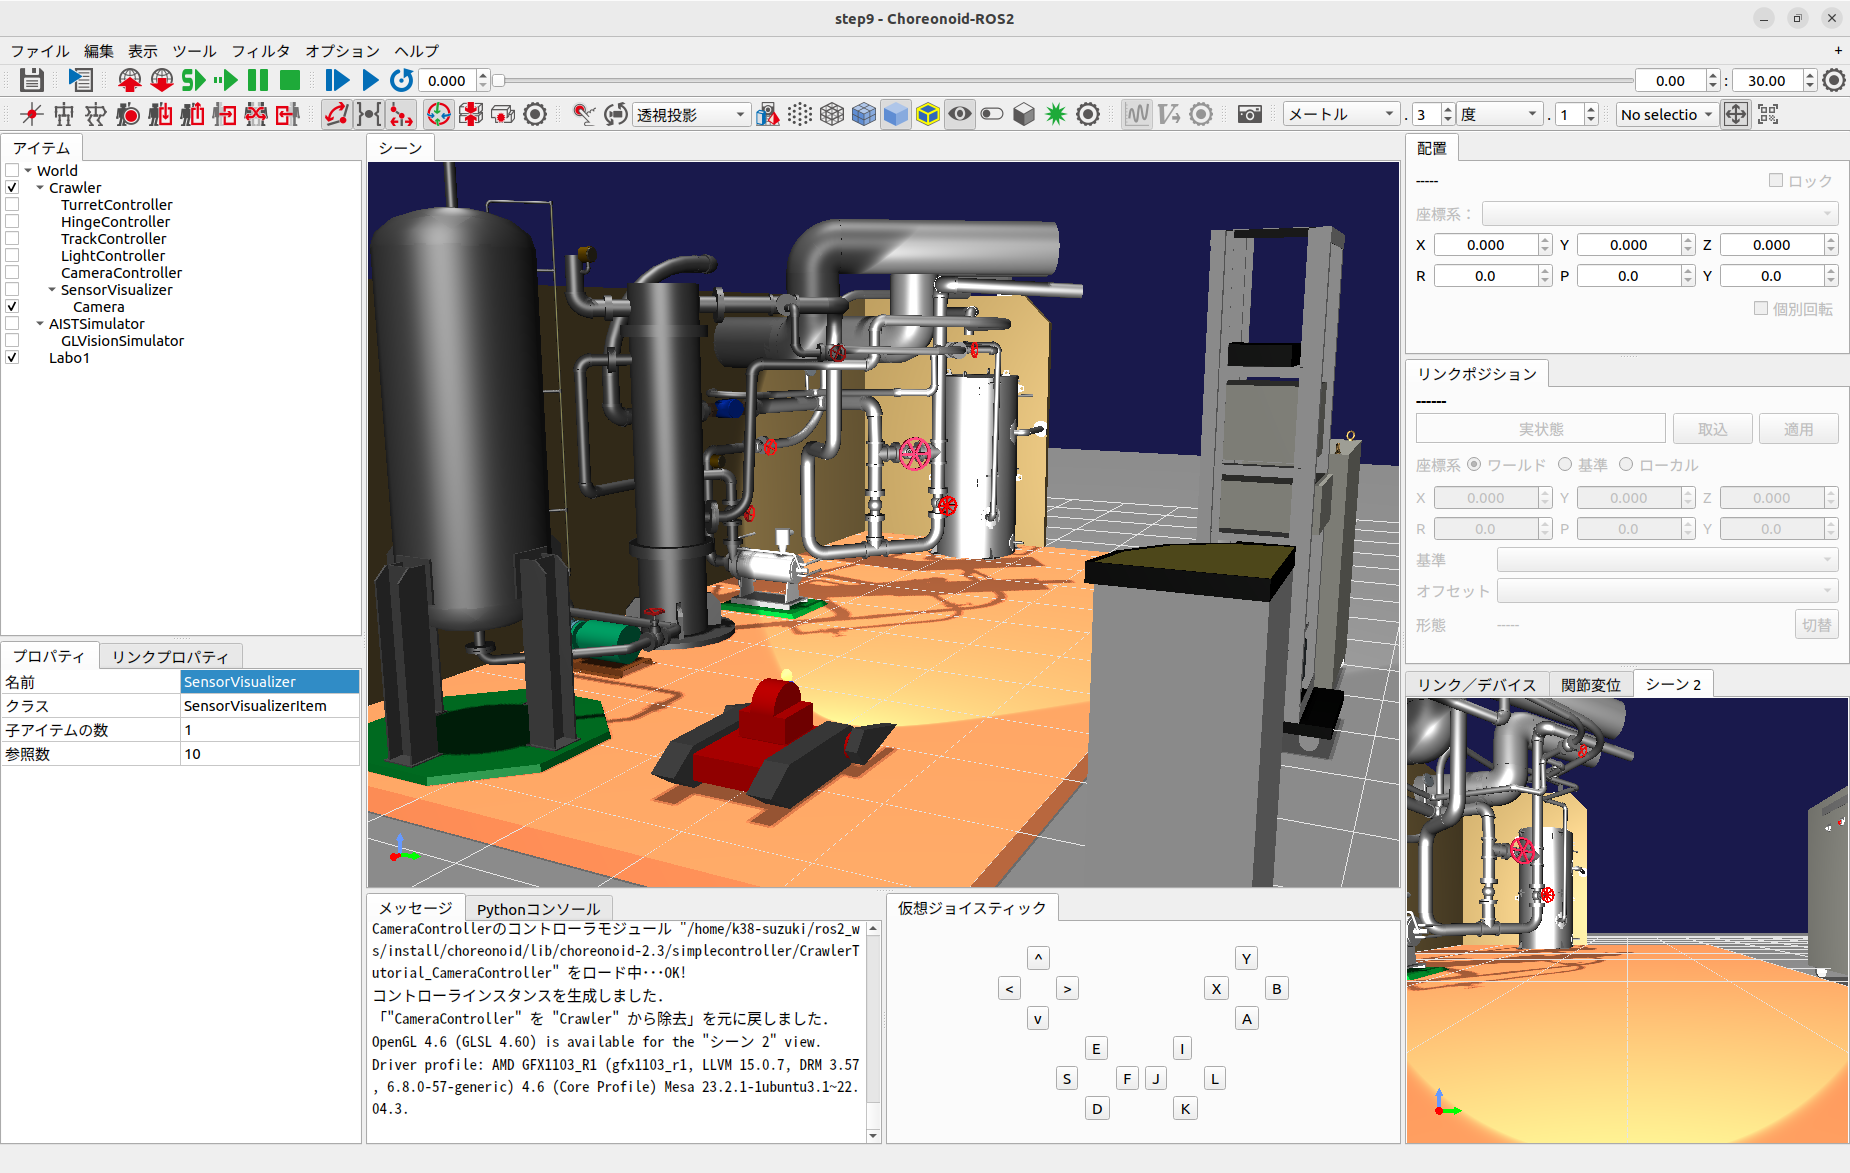 step9 - Choreonoid-ROS2
ファイル 編集 表示 ツール フィルタ オプション ヘルプ +
0.000 0.00 : 30.00
透視投影 メートル . 3 度 . 1 No selectio
アイテム
World
Crawler
TurretController
HingeController
TrackController
LightController
CameraController
SensorVisualizer
Camera
AISTSimulator
GLVisionSimulator
Labo1
プロパティ リンクプロパティ
名前 SensorVisualizer
クラス SensorVisualizerItem
子アイテムの数 1
参照数 10
シーン
メッセージ Pythonコンソール
CameraControllerのコントローラモジュール "/home/k38-suzuki/ros2_w
s/install/choreonoid/lib/choreonoid-2.3/simplecontroller/CrawlerT
utorial_CameraController" をロード中･･･OK!
コントローラインスタンスを生成しました.
「"CameraController" を "Crawler" から除去」を元に戻しました.
OpenGL 4.6 (GLSL 4.60) is available for the "シーン 2" view.
Driver profile: AMD GFX1103_R1 (gfx1103_r1, LLVM 15.0.7, DRM 3.57
, 6.8.0-57-generic) 4.6 (Core Profile) Mesa 23.2.1-1ubuntu3.1~22.
04.3.
仮想ジョイスティック
^ Y
< > X B
v A
E I
S F J L
D K
配置
----- ロック
座標系：
X 0.000 Y 0.000 Z 0.000
R 0.0 P 0.0 Y 0.0
個別回転
リンクポジション
------
実状態 取込 適用
座標系 ワールド 基準 ローカル
X 0.000 Y 0.000 Z 0.000
R 0.0 P 0.0 Y 0.0
基準
オフセット
形態 ----- 切替
リンク／デバイス 関節変位 シーン 2